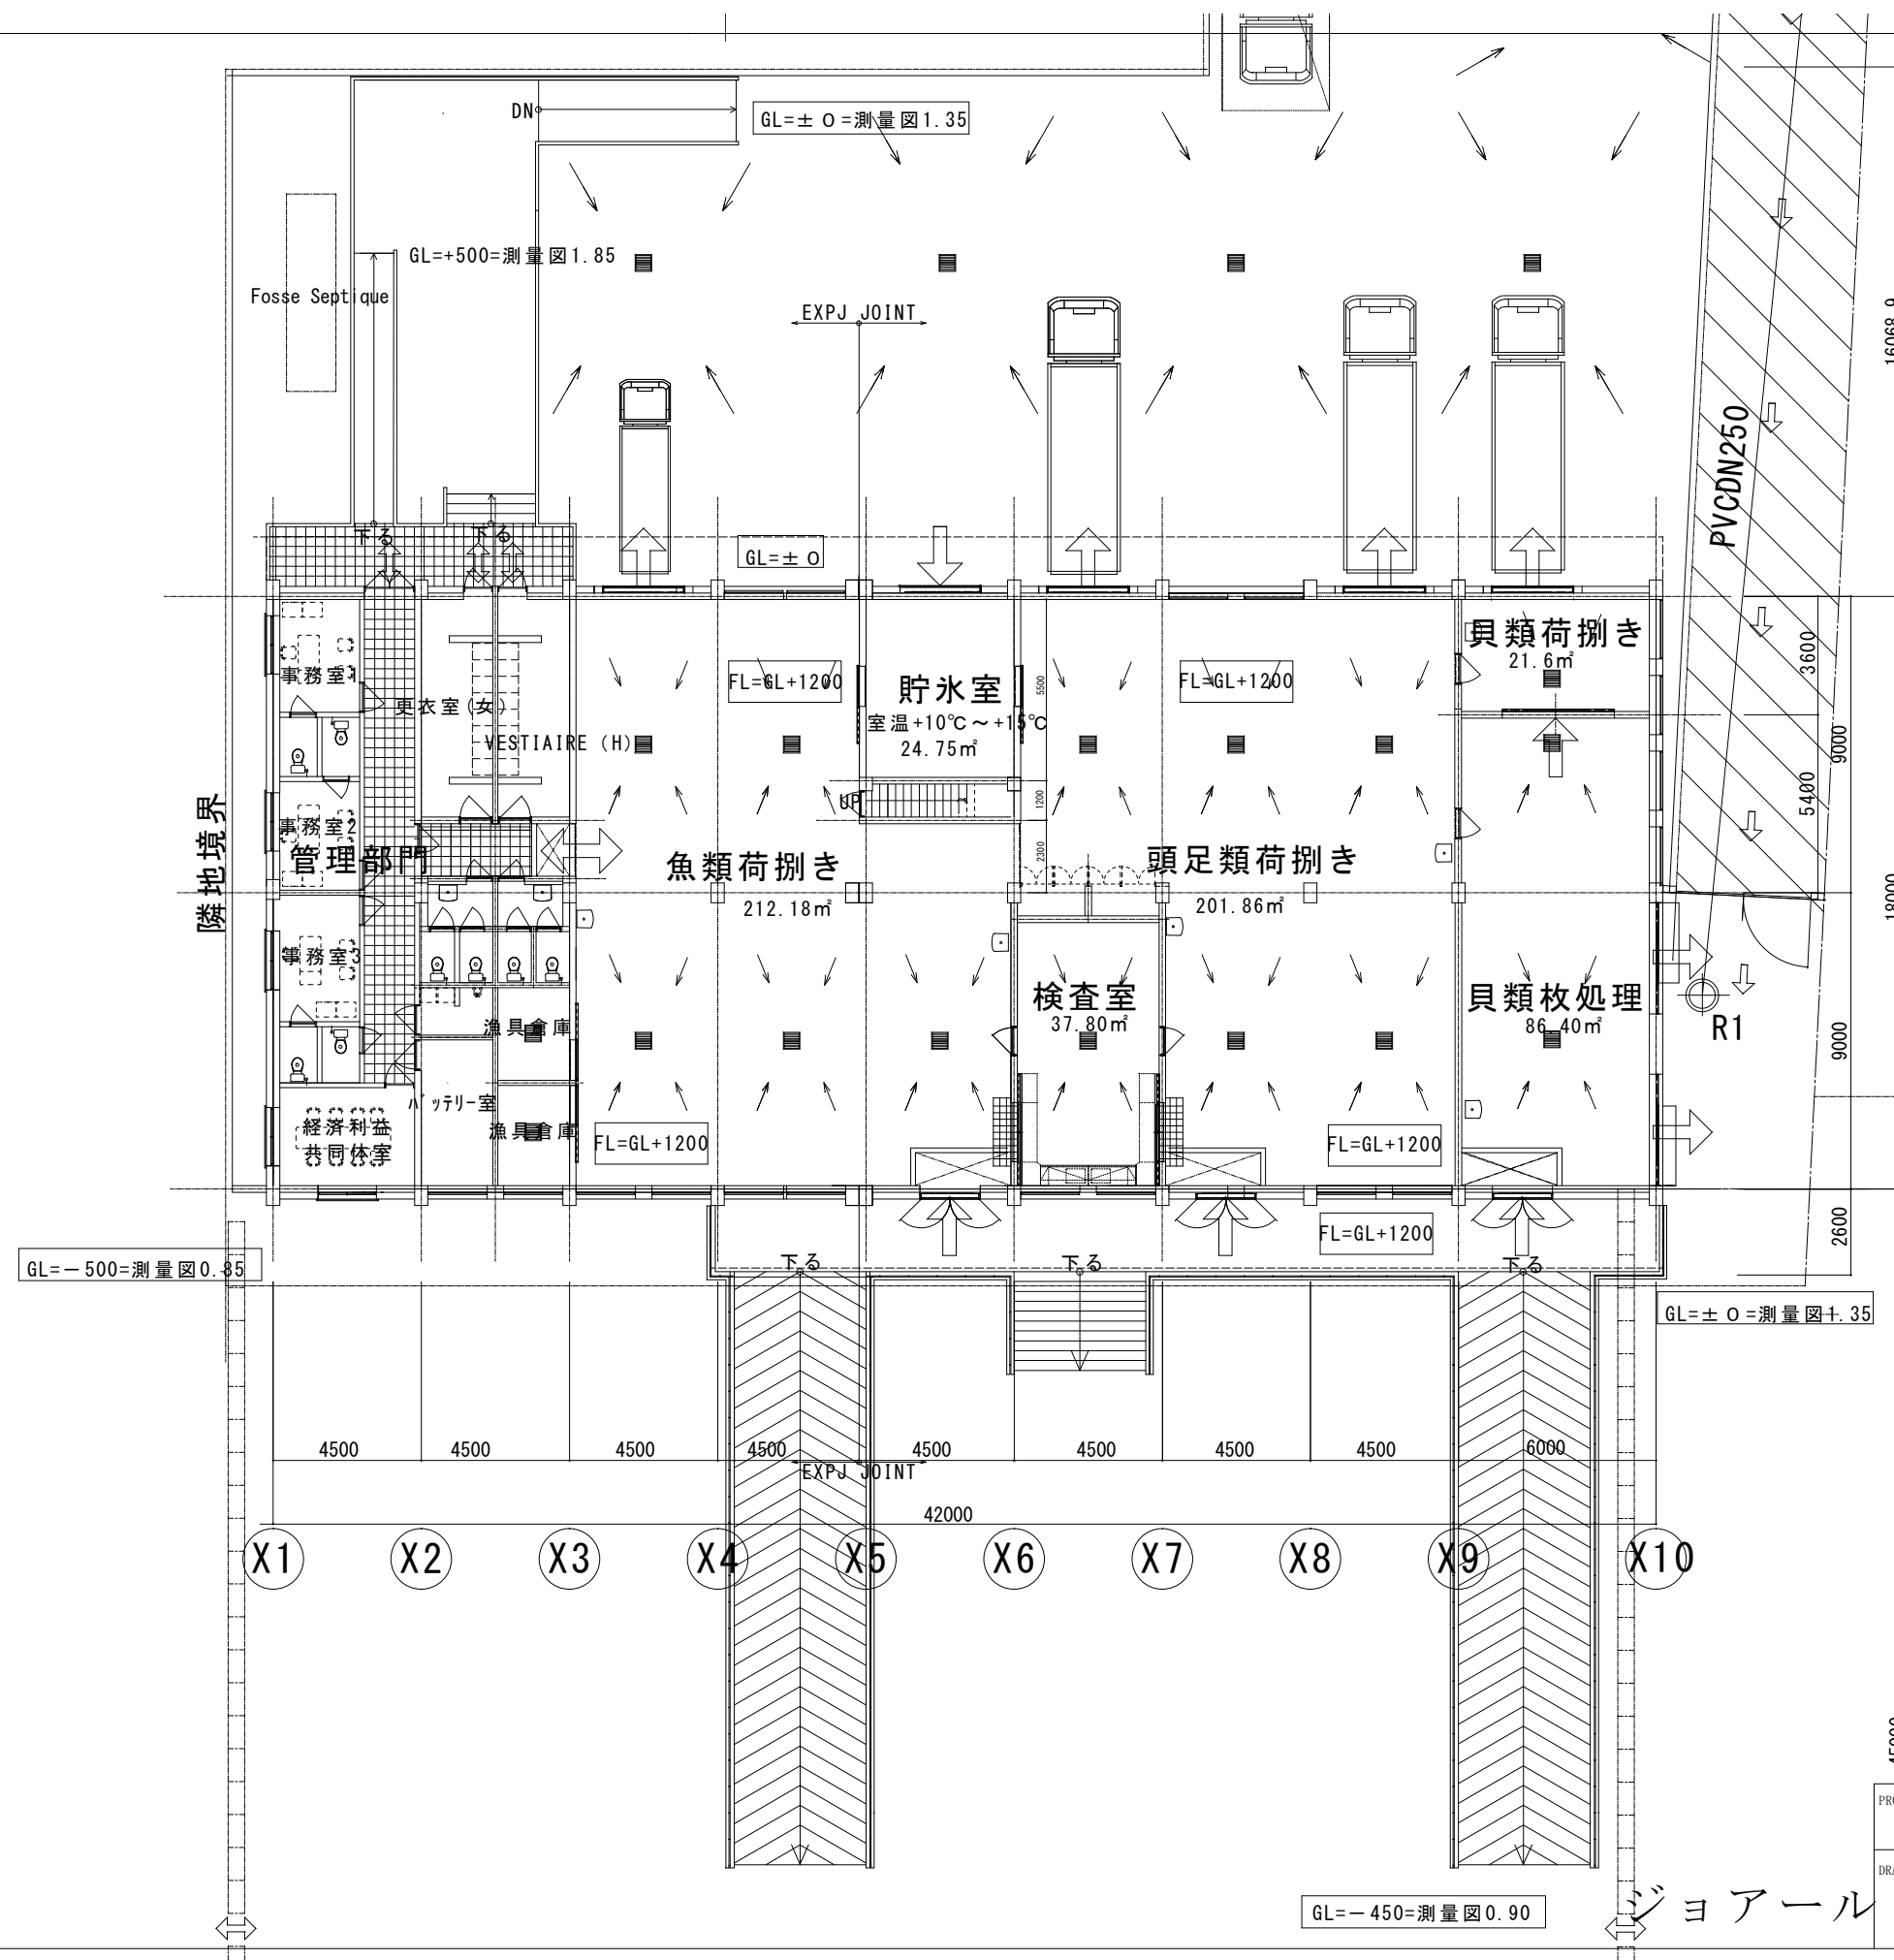 DN
GL=±0=測量図1.35
GL=+500=測量図1.85
Fosse Septique
EXPJ JOINT
16068.9
PVCDN250
下る
下る
GL=±0
事務室1
更衣室(女)
VESTIAIRE (H)
FL=GL+1200
貯氷室
室温+10℃～+15℃
24.75㎡
5500
FL=GL+1200
貝類荷捌き
21.6㎡
3600
9000
5400
UP
1200
2300
隣地境界
事務室2
管理部門
魚類荷捌き
212.18㎡
頭足類荷捌き
201.86㎡
18000
事務室3
検査室
37.80㎡
貝類枚処理
86.40㎡
R1
9000
漁具倉庫
バッテリー室
漁具倉庫
経済利益
共同体室
FL=GL+1200
FL=GL+1200
FL=GL+1200
2600
GL=－500=測量図0.85
下る
下る
下る
GL=±0=測量図1.35
4500
4500
4500
4500
4500
4500
4500
4500
6000
EXPJ JOINT
42000
X1
X2
X3
X4
X5
X6
X7
X8
X9
X10
GL=－450=測量図0.90
ジョアール